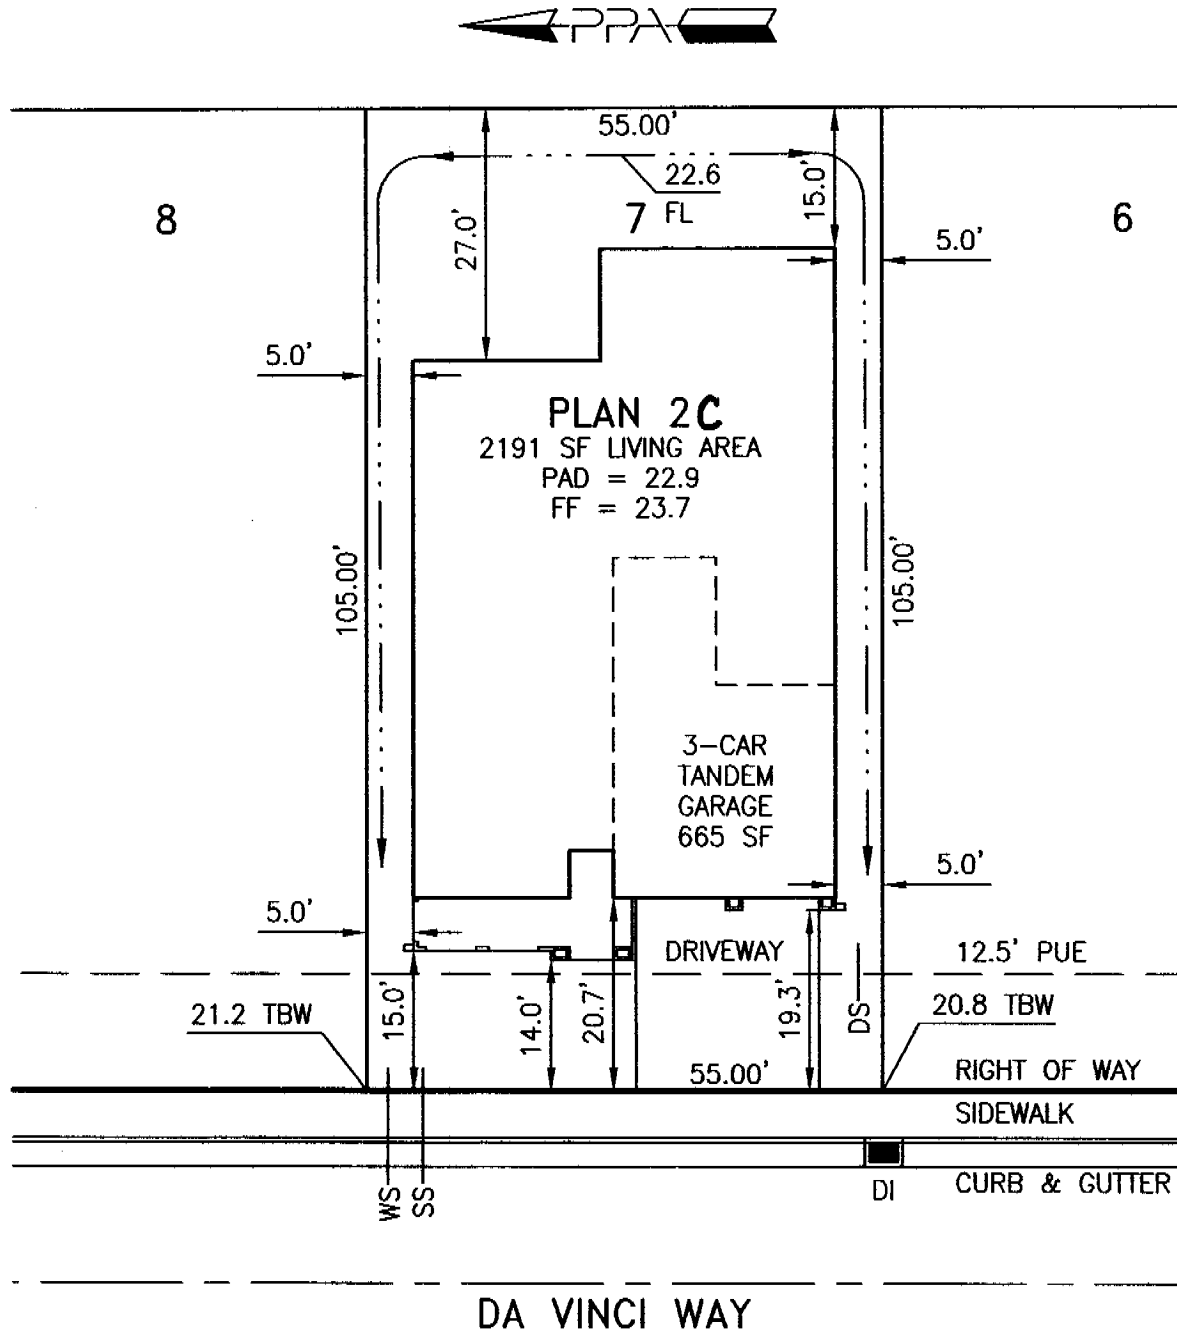 PPA
55.00'
22.6
FL
15.0'
27.0'
8
7
6
5.0'
5.0'
PLAN 2C
2191 SF LIVING AREA
PAD = 22.9
FF = 23.7
105.00'
105.00'
3-CAR
TANDEM
GARAGE
665 SF
5.0'
5.0'
DRIVEWAY
12.5' PUE
21.2 TBW
15.0'
14.0'
20.7'
19.3'
DS
20.8 TBW
55.00'
RIGHT OF WAY
SIDEWALK
WS
SS
DI
CURB & GUTTER
DA VINCI WAY